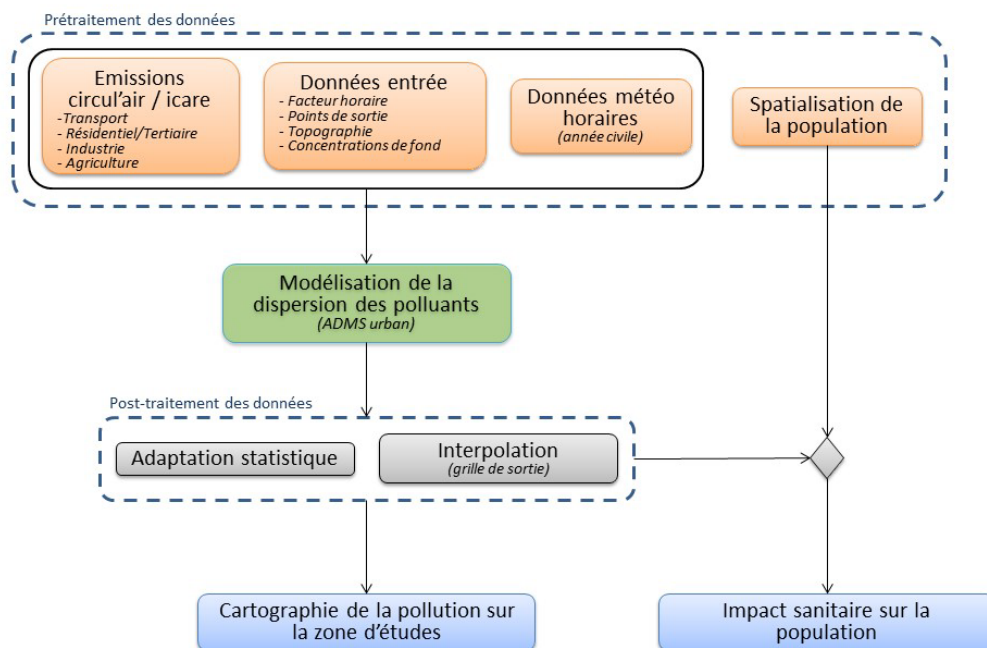 Prétraitement des données
Emissions
circul'air / icare
-Transport
- Résidentiel/Tertiaire
- Industrie
- Agriculture
Données entrée
- Facteur horaire
- Points de sortie
- Topographie
- Concentrations de fond
Données météo
horaires
(année civile)
Spatialisation de
la population
Modélisation de la
dispersion des polluants
(ADMS urban)
Post-traitement des données
Adaptation statistique
Interpolation
(grille de sortie)
Cartographie de la pollution sur
la zone d'études
Impact sanitaire sur la
population